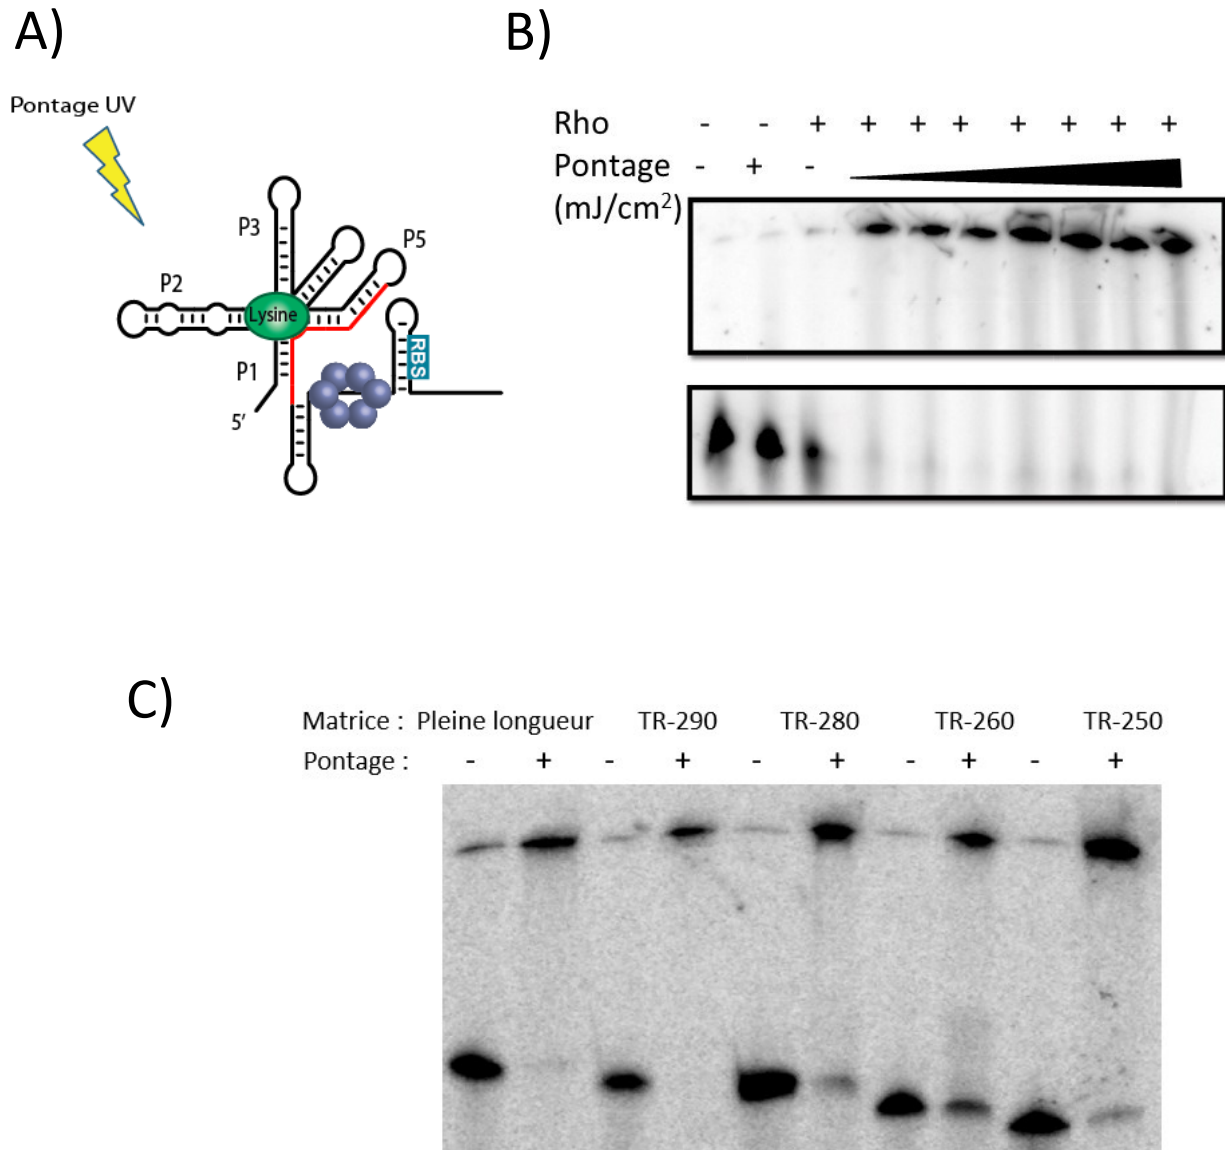 A)
Pontage UV
P3
P5
P2
Lysine
RBS
P1
5'
B)
Rho - - + + + + + + + +
Pontage - + -
(mJ/cm²)
C)
Matrice : Pleine longueur TR-290 TR-280 TR-260 TR-250
Pontage : - + - + - + - + - +